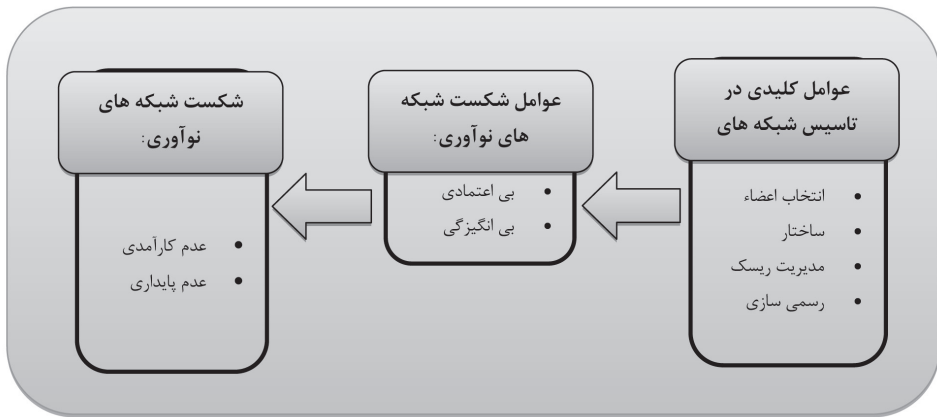 عوامل کلیدی در
تاسیس شبکه های
• انتخاب اعضاء
• ساختار
• مدیریت ریسک
• رسمی سازی
عوامل شکست شبکه
های نوآوری:
• بی اعتمادی
• بی انگیزگی
شکست شبکه های
نوآوری:
• عدم کارآمدی
• عدم پایداری